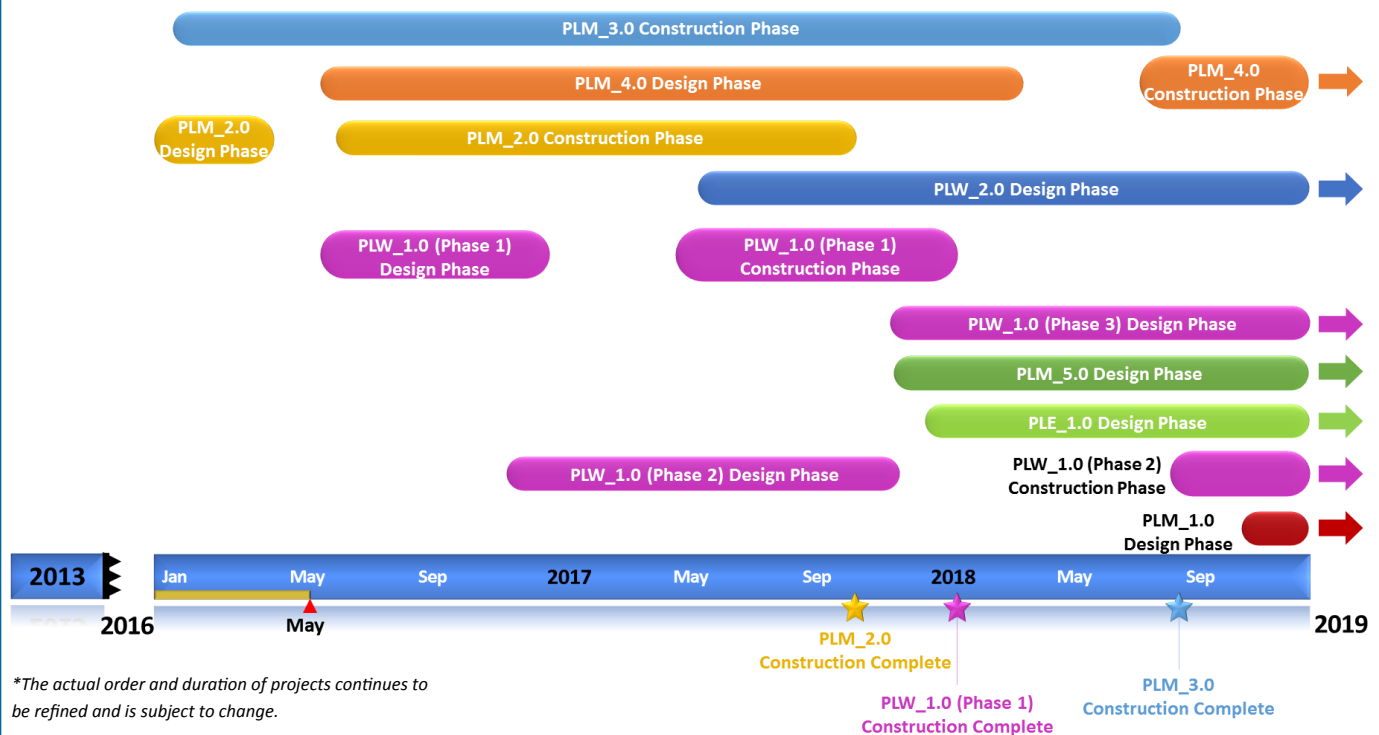 PLM_3.0 Construction Phase
PLM_4.0 Design Phase
PLM_4.0
Construction Phase
PLM_2.0
Design Phase
PLM_2.0 Construction Phase
PLW_2.0 Design Phase
PLW_1.0 (Phase 1)
Design Phase
PLW_1.0 (Phase 1)
Construction Phase
PLW_1.0 (Phase 3) Design Phase
PLM_5.0 Design Phase
PLE_1.0 Design Phase
PLW_1.0 (Phase 2) Design Phase
PLW_1.0 (Phase 2)
Construction Phase
PLM_1.0
Design Phase
2013
Jan May Sep 2017 May Sep 2018 May Sep
2016
May
2019
PLM_2.0
Construction Complete
PLW_1.0 (Phase 1)
Construction Complete
PLM_3.0
Construction Complete
*The actual order and duration of projects continues to
be refined and is subject to change.